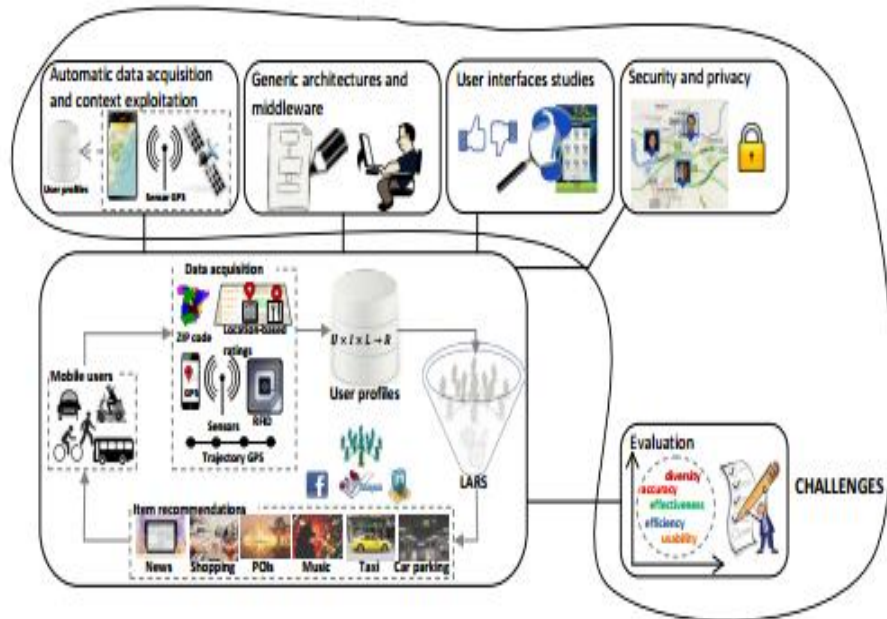 Automatic data acquisition
and context exploitation
User profiles
Sensor GPS
Generic architectures and
middleware
User interfaces studies
Security and privacy
Data acquisition
ZIP code
Location-based
ratings
GPS
Sensors
RFID
Trajectory GPS
U × I × L → R
User profiles
LARS
Mobile users
Item recommendations
News
Shopping
POIs
Music
Taxi
Car parking
Evaluation
diversity
accuracy
effectiveness
efficiency
usability
CHALLENGES